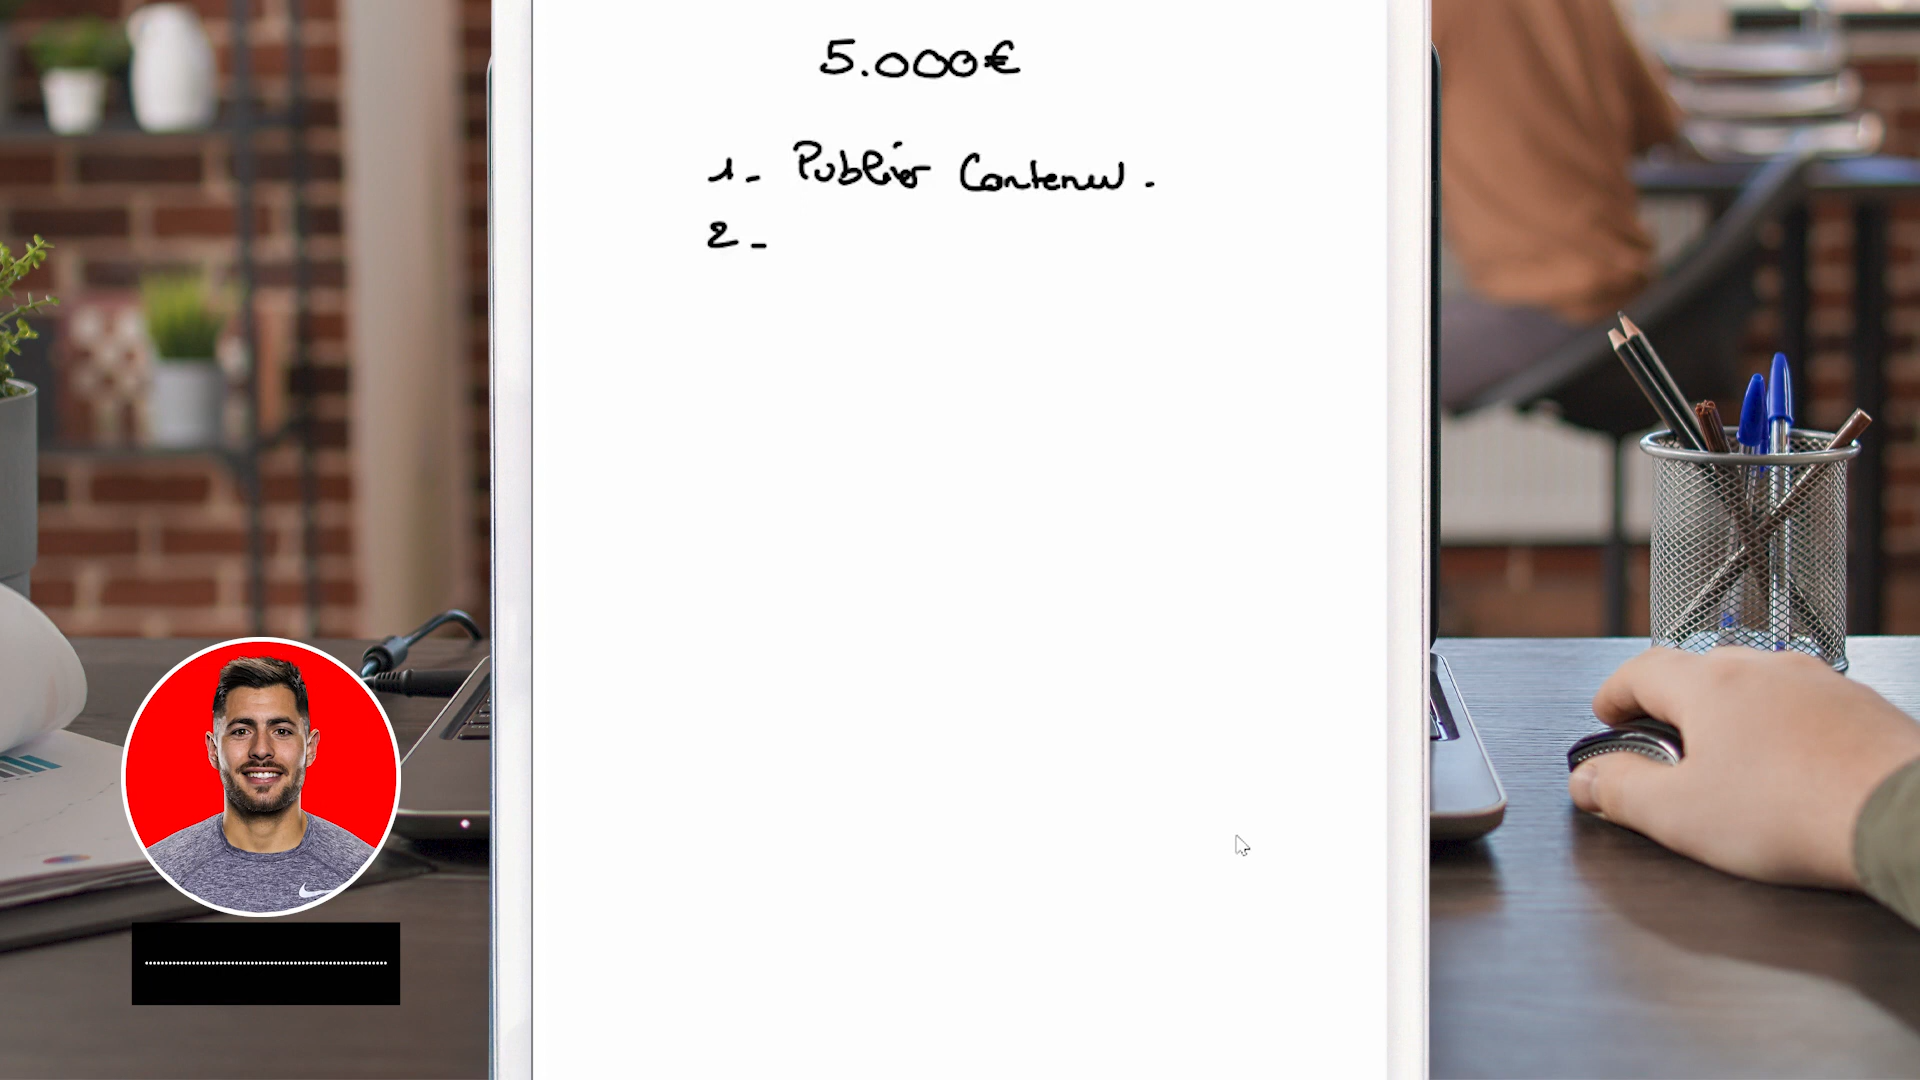 5.000€
1- Publier Contenu.
2-